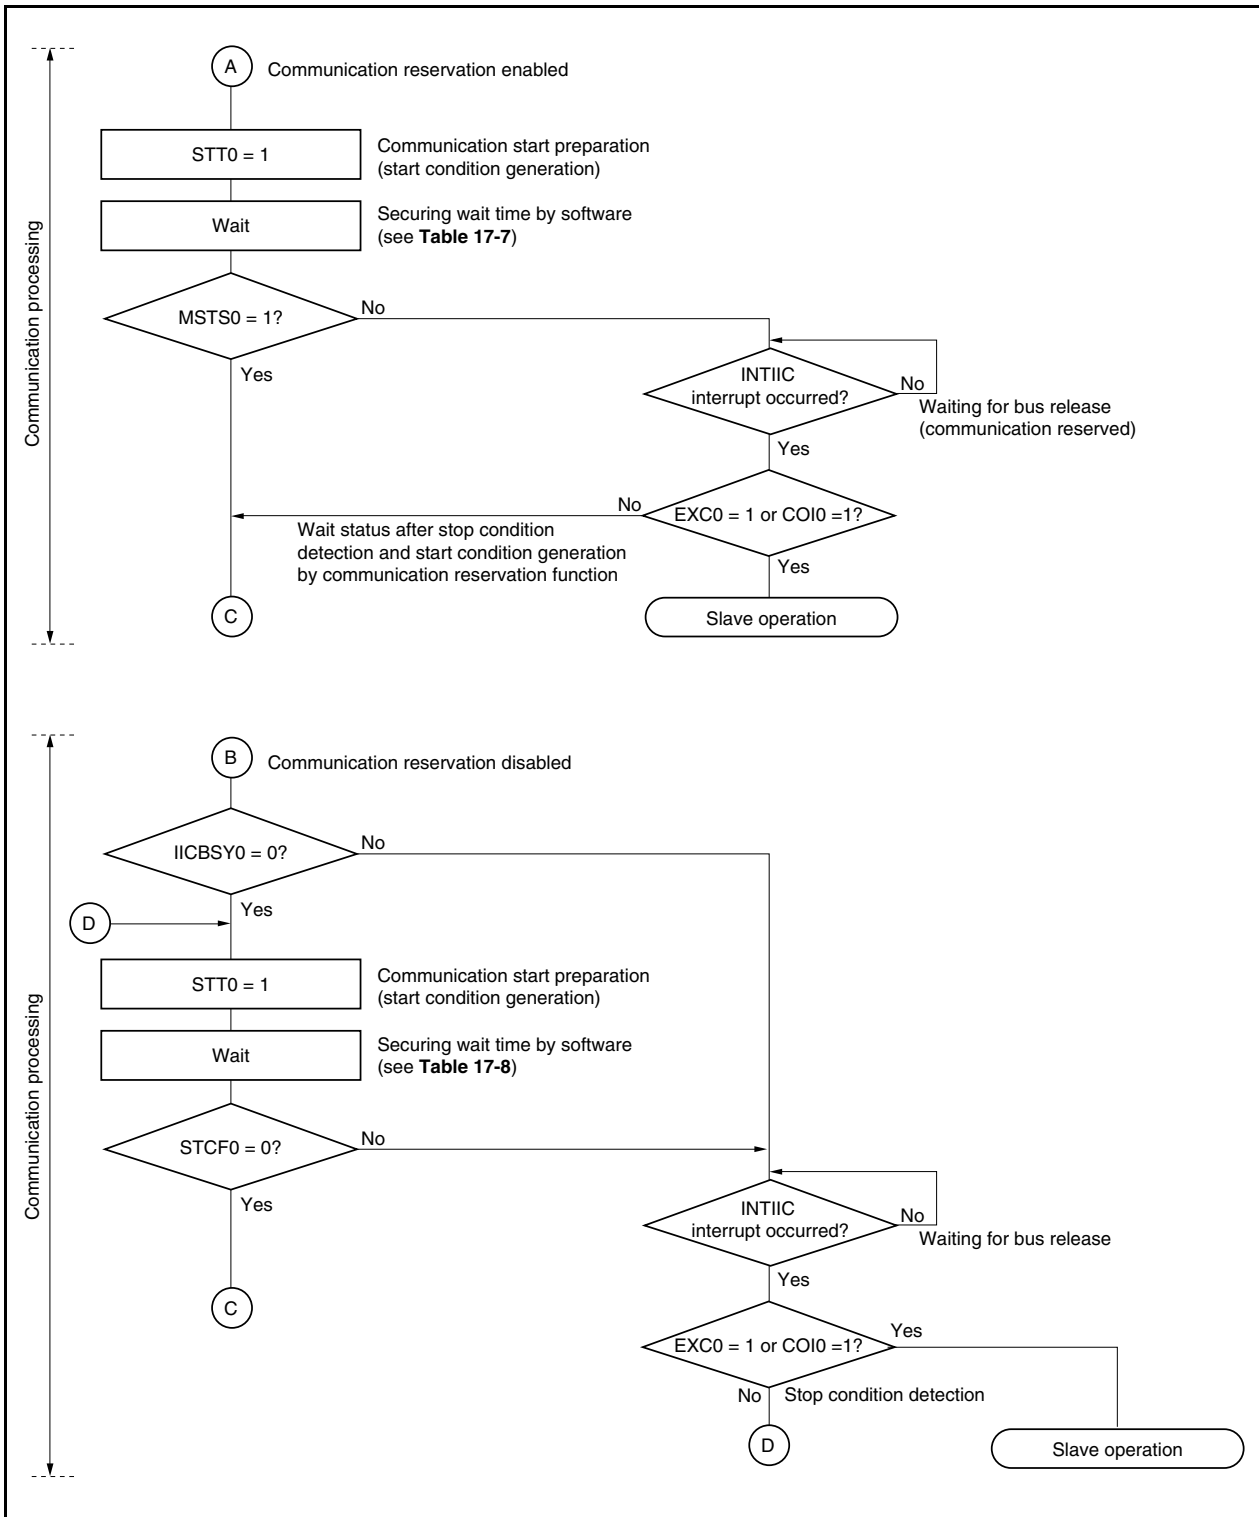 Communication processing
A
Communication reservation enabled
STT0 = 1
Communication start preparation
(start condition generation)
Wait
Securing wait time by software
(see Table 17-7)
MSTS0 = 1?
No
Yes
INTIIC
interrupt occurred?
No
Waiting for bus release
(communication reserved)
Yes
EXC0 = 1 or COI0 =1?
No
Wait status after stop condition
detection and start condition generation
by communication reservation function
Yes
C
Slave operation
Communication processing
B
Communication reservation disabled
IICBSY0 = 0?
No
Yes
D
STT0 = 1
Communication start preparation
(start condition generation)
Wait
Securing wait time by software
(see Table 17-8)
STCF0 = 0?
No
Yes
C
INTIIC
interrupt occurred?
No
Waiting for bus release
Yes
EXC0 = 1 or COI0 =1?
Yes
No
Stop condition detection
D
Slave operation